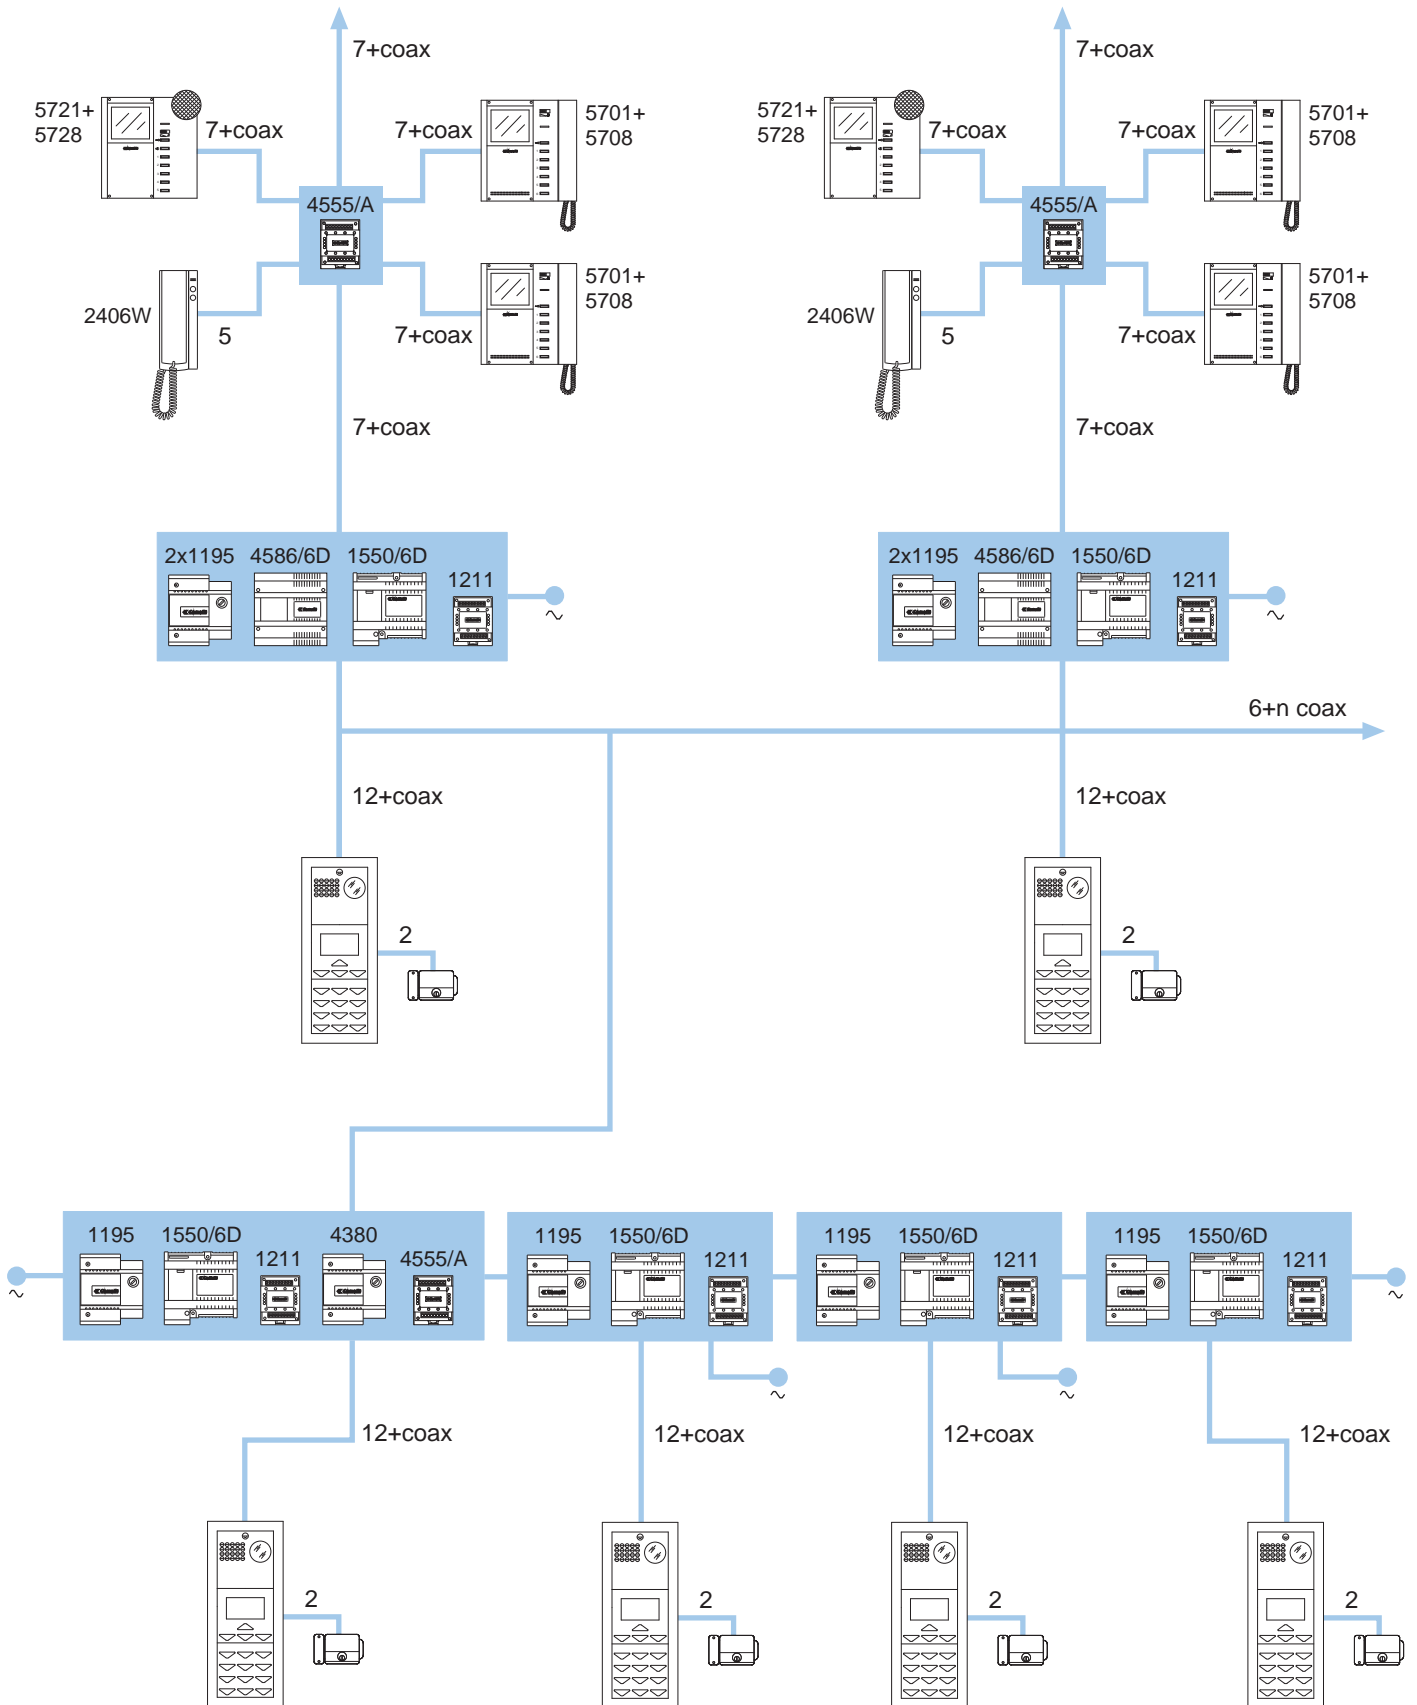 7+coax
7+coax
5721+
5728
7+coax
7+coax
5701+
5708
5721+
5728
7+coax
7+coax
5701+
5708
4555/A
4555/A
2406W
5
7+coax
5701+
5708
2406W
5
7+coax
5701+
5708
7+coax
7+coax
2x1195
4586/6D
1550/6D
1211
~
2x1195
4586/6D
1550/6D
1211
~
6+n coax
12+coax
12+coax
2
2
1195
1550/6D
1211
4380
4555/A
~
1195
1550/6D
1211
~
1195
1550/6D
1211
~
1195
1550/6D
1211
~
12+coax
12+coax
12+coax
12+coax
2
2
2
2